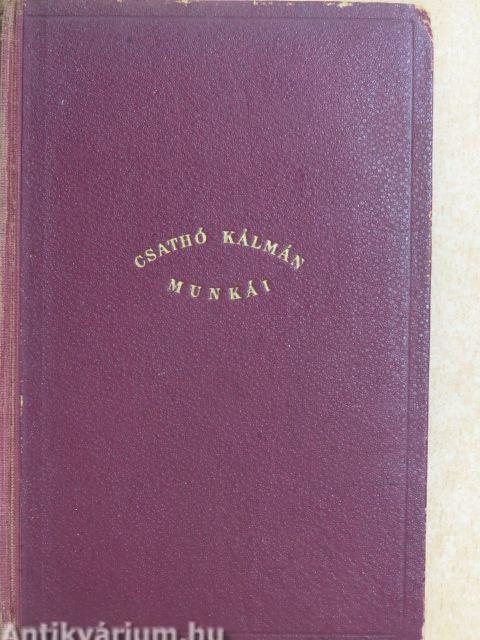 CSATHÓ KÁLMÁN
MUNKÁI
Antikvárium.hu